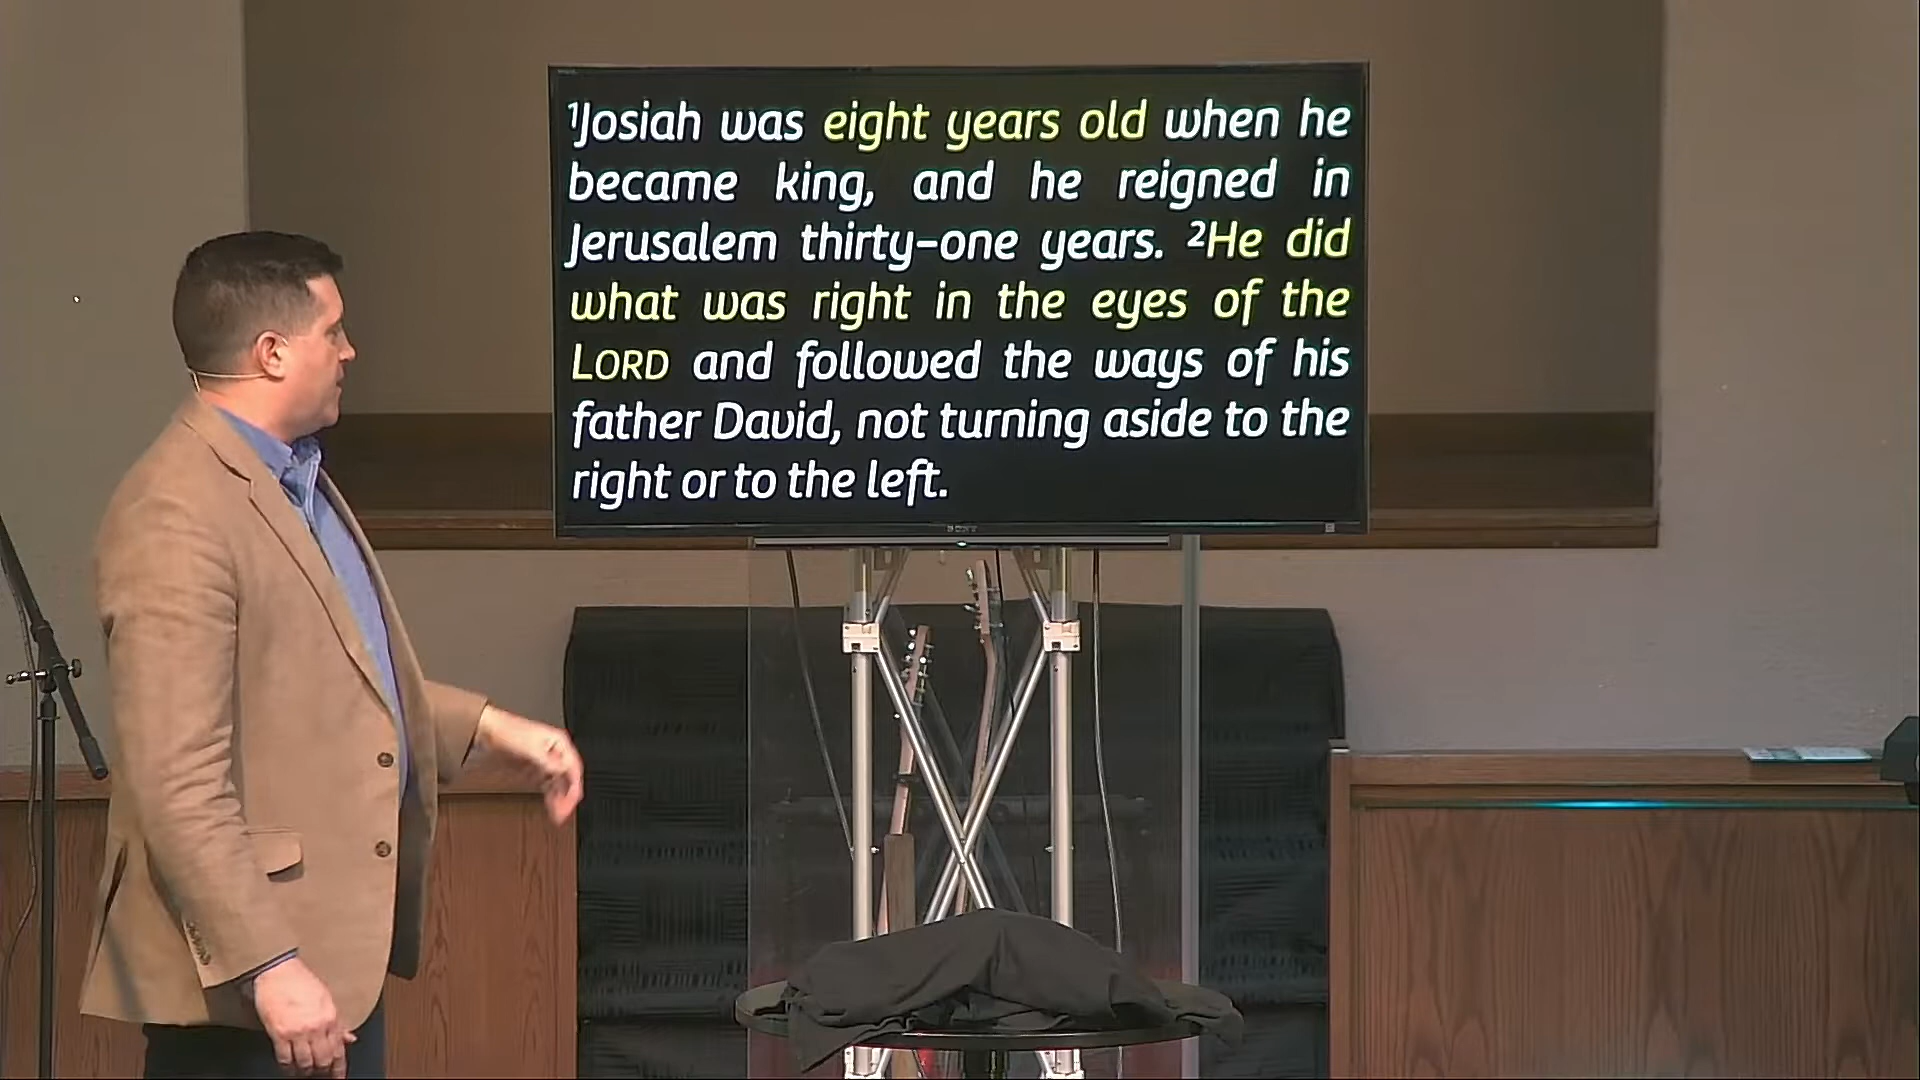 ¹Josiah was eight years old when he
became king, and he reigned in
Jerusalem thirty-one years. ²He did
what was right in the eyes of the
LORD and followed the ways of his
father David, not turning aside to the
right or to the left.
SONY